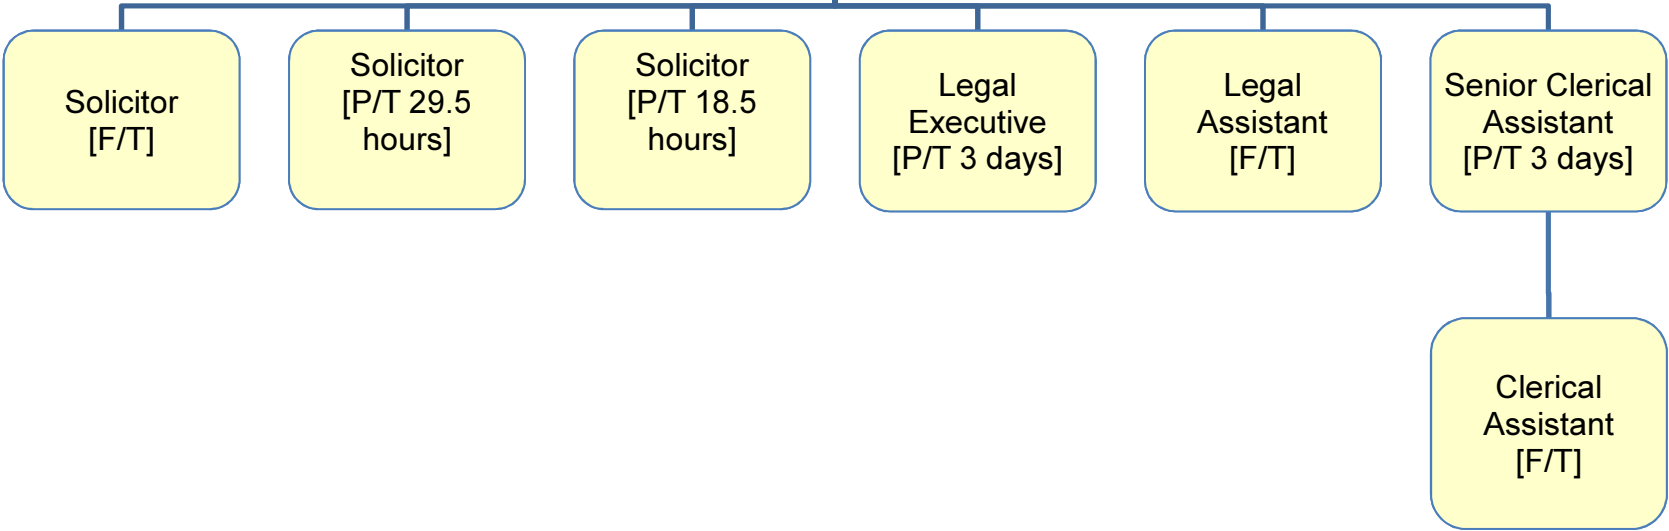 Solicitor
[F/T]
Solicitor
[P/T 29.5
hours]
Solicitor
[P/T 18.5
hours]
Legal
Executive
[P/T 3 days]
Legal
Assistant
[F/T]
Senior Clerical
Assistant
[P/T 3 days]
Clerical
Assistant
[F/T]